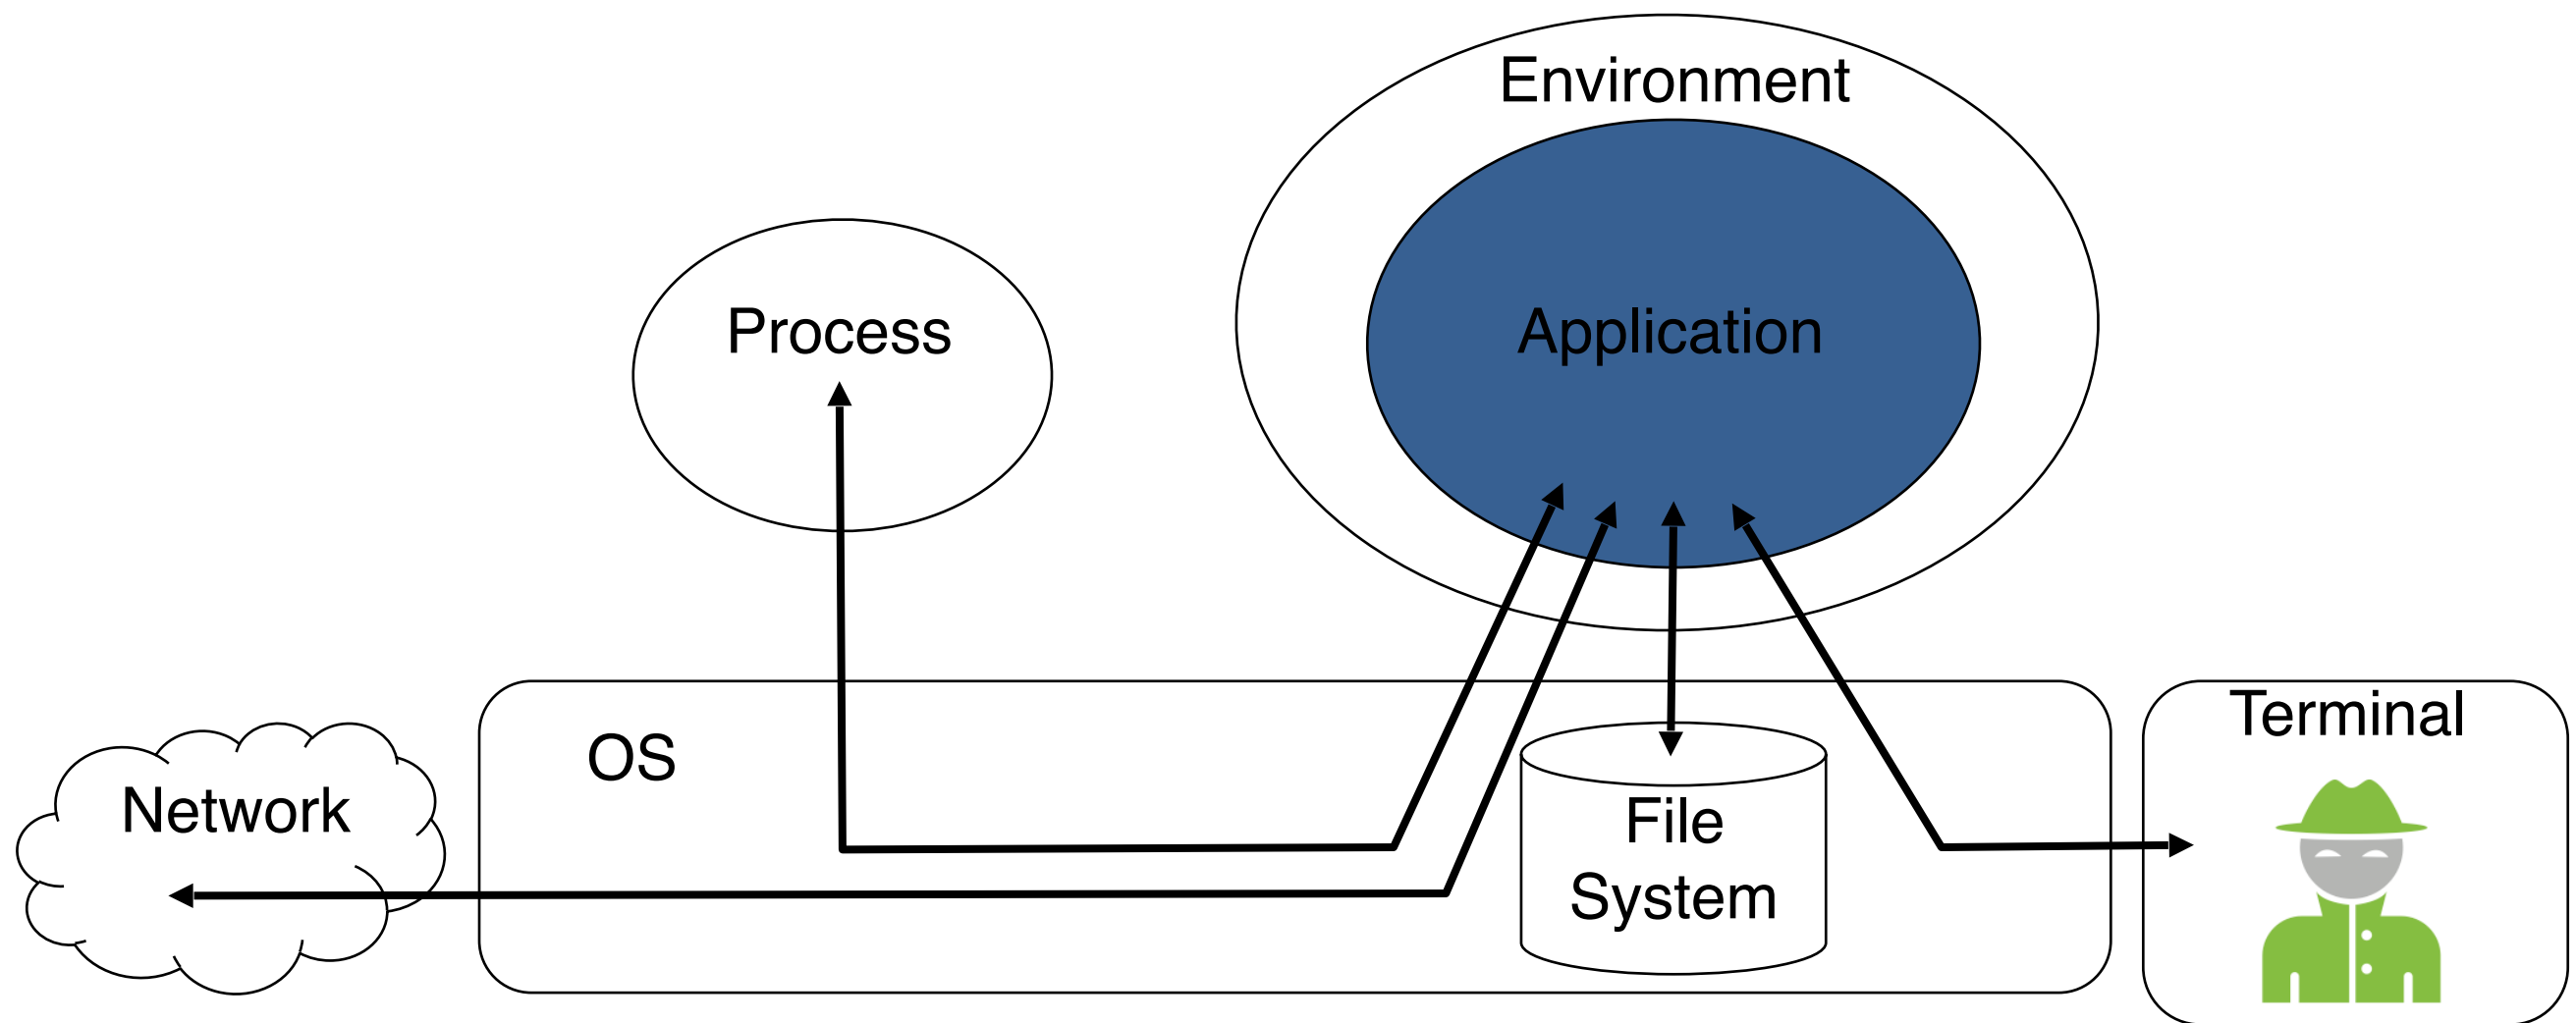 Environment
Process
Application
Terminal
OS
Network
File
System